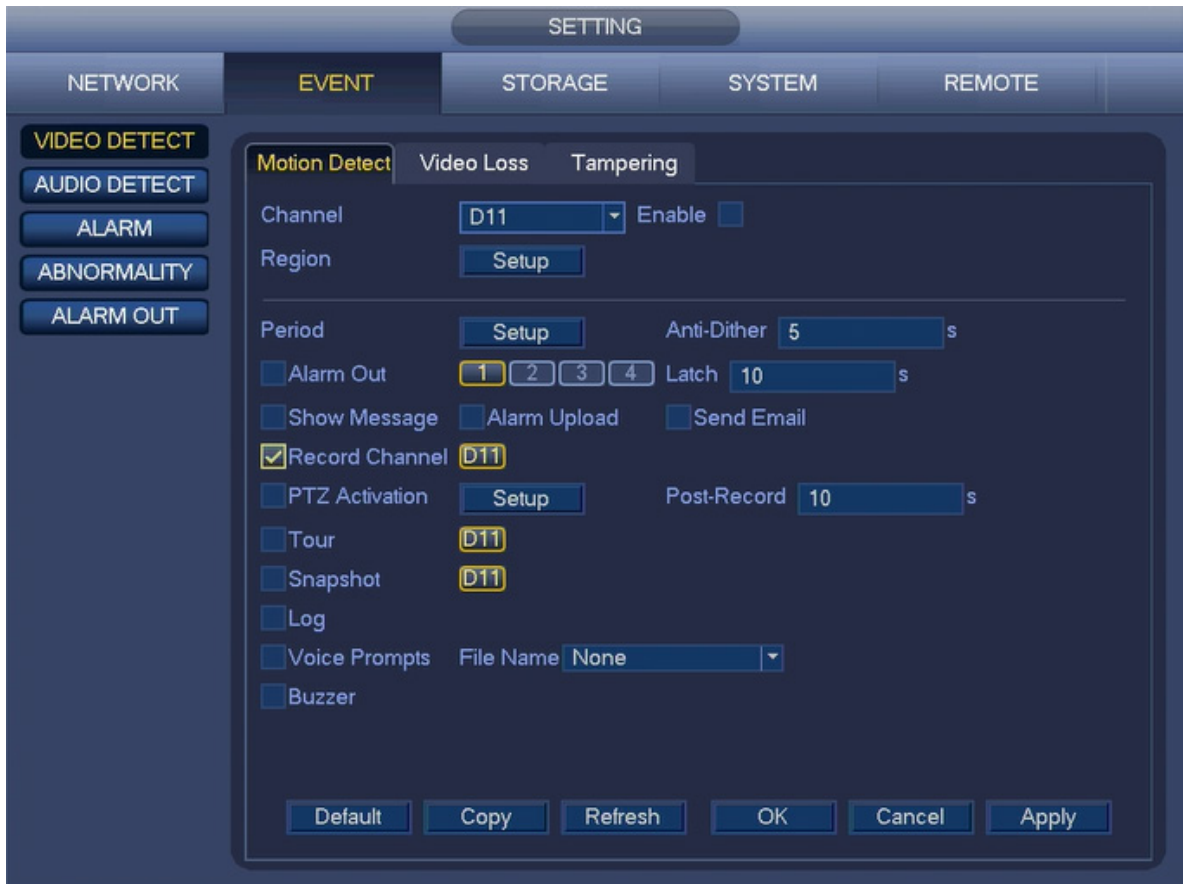 SETTING
NETWORK EVENT STORAGE SYSTEM REMOTE
VIDEO DETECT
AUDIO DETECT
ALARM
ABNORMALITY
ALARM OUT
Motion Detect Video Loss Tampering
Channel D11 Enable
Region Setup
Period Setup Anti-Dither 5 s
Alarm Out 1 2 3 4 Latch 10 s
Show Message Alarm Upload Send Email
Record Channel D11
PTZ Activation Setup Post-Record 10 s
Tour D11
Snapshot D11
Log
Voice Prompts File Name None
Buzzer
Default Copy Refresh OK Cancel Apply